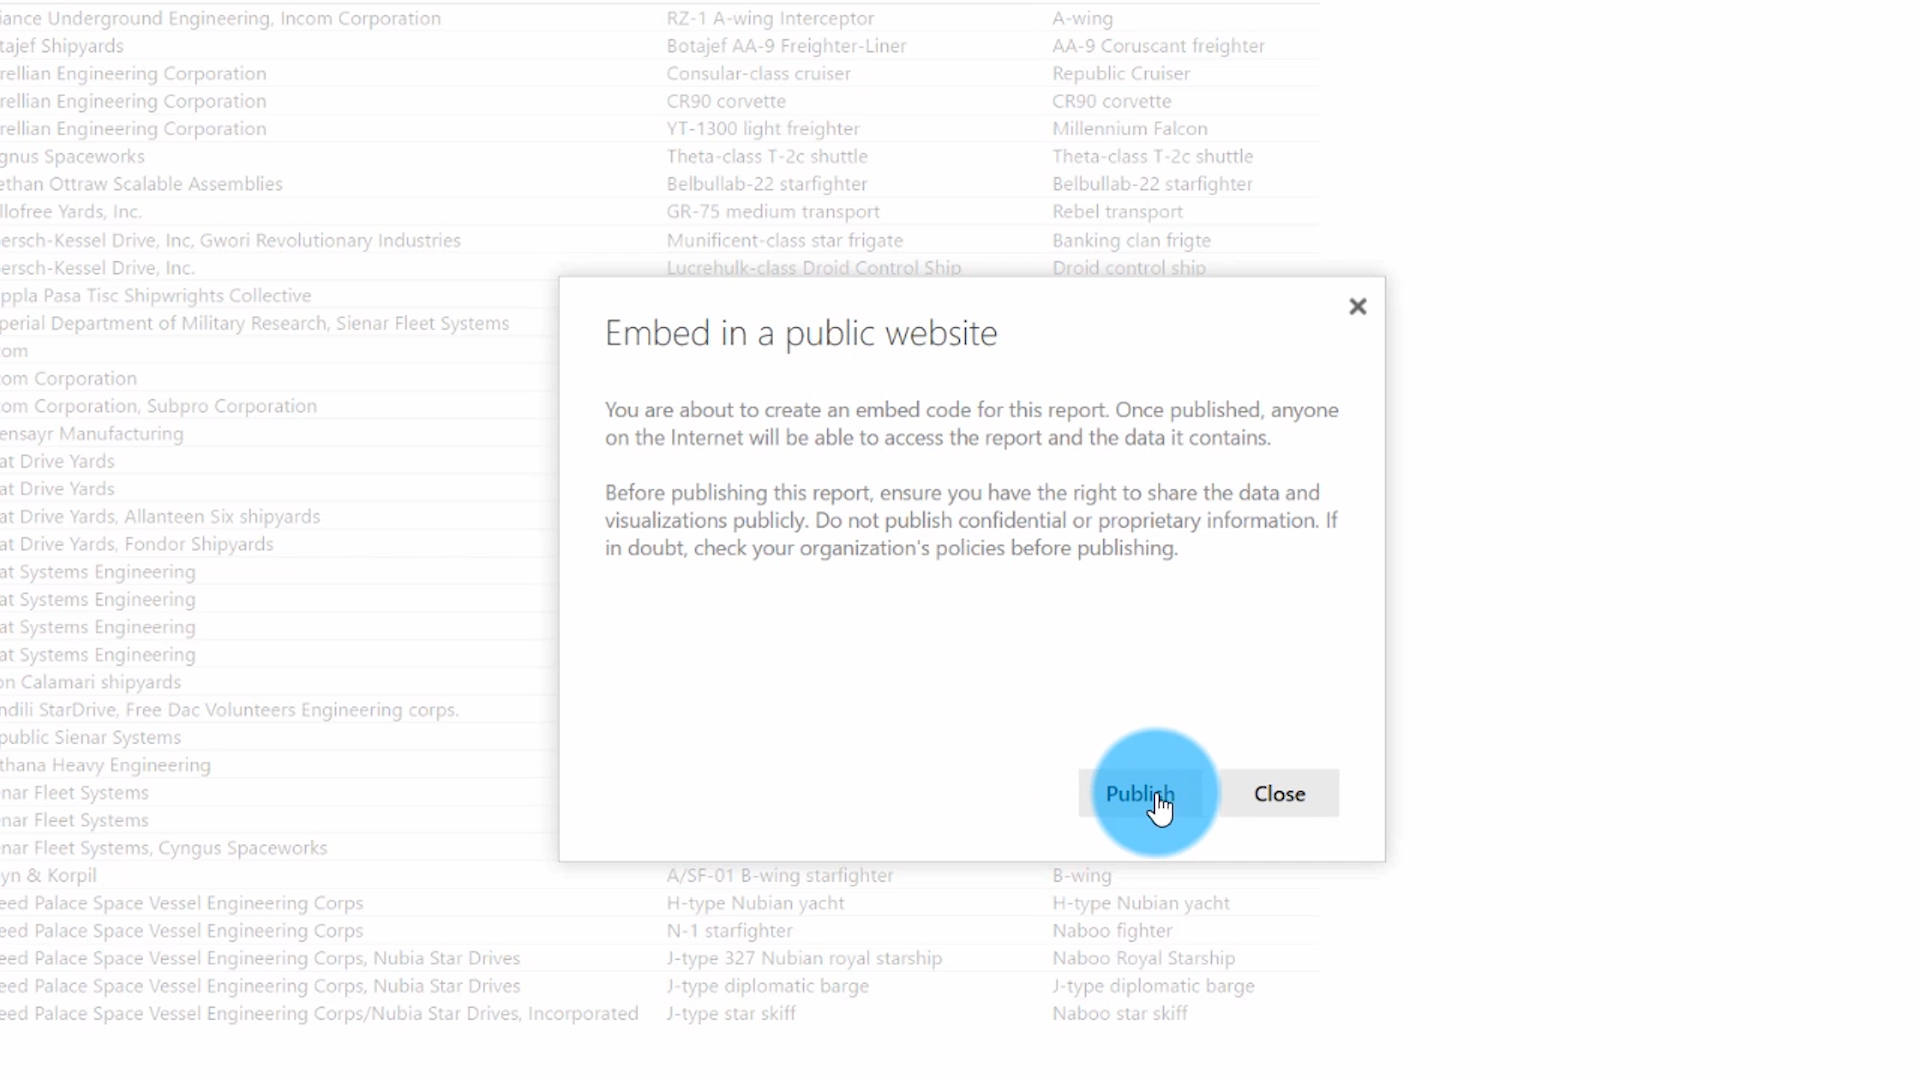 iance Underground Engineering, Incom Corporation RZ-1 A-wing Interceptor A-wing
tajef Shipyards Botajef AA-9 Freighter-Liner AA-9 Coruscant freighter
rellian Engineering Corporation Consular-class cruiser Republic Cruiser
rellian Engineering Corporation CR90 corvette CR90 corvette
rellian Engineering Corporation YT-1300 light freighter Millennium Falcon
gnus Spaceworks Theta-class T-2c shuttle Theta-class T-2c shuttle
ethan Ottraw Scalable Assemblies Belbullab-22 starfighter Belbullab-22 starfighter
llofree Yards, Inc. GR-75 medium transport Rebel transport
ersch-Kessel Drive, Inc, Gwori Revolutionary Industries Munificent-class star frigate Banking clan frigte
ersch-Kessel Drive, Inc. Lucrehulk-class Droid Control Ship Droid control ship
ppla Pasa Tisc Shipwrights Collective
perial Department of Military Research, Sienar Fleet Systems
om
om Corporation
om Corporation, Subpro Corporation
ensayr Manufacturing
at Drive Yards
at Drive Yards
at Drive Yards, Allanteen Six shipyards
at Drive Yards, Fondor Shipyards
at Systems Engineering
at Systems Engineering
at Systems Engineering
at Systems Engineering
on Calamari shipyards
ndili StarDrive, Free Dac Volunteers Engineering corps.
public Sienar Systems
thana Heavy Engineering
nar Fleet Systems
nar Fleet Systems
nar Fleet Systems, Cyngus Spaceworks
Embed in a public website
You are about to create an embed code for this report. Once published, anyone
on the Internet will be able to access the report and the data it contains.
Before publishing this report, ensure you have the right to share the data and
visualizations publicly. Do not publish confidential or proprietary information. If
in doubt, check your organization's policies before publishing.
Publish Close
yn & Korpil A/SF-01 B-wing starfighter B-wing
eed Palace Space Vessel Engineering Corps H-type Nubian yacht H-type Nubian yacht
eed Palace Space Vessel Engineering Corps N-1 starfighter Naboo fighter
eed Palace Space Vessel Engineering Corps, Nubia Star Drives J-type 327 Nubian royal starship Naboo Royal Starship
eed Palace Space Vessel Engineering Corps, Nubia Star Drives J-type diplomatic barge J-type diplomatic barge
eed Palace Space Vessel Engineering Corps/Nubia Star Drives, Incorporated J-type star skiff Naboo star skiff